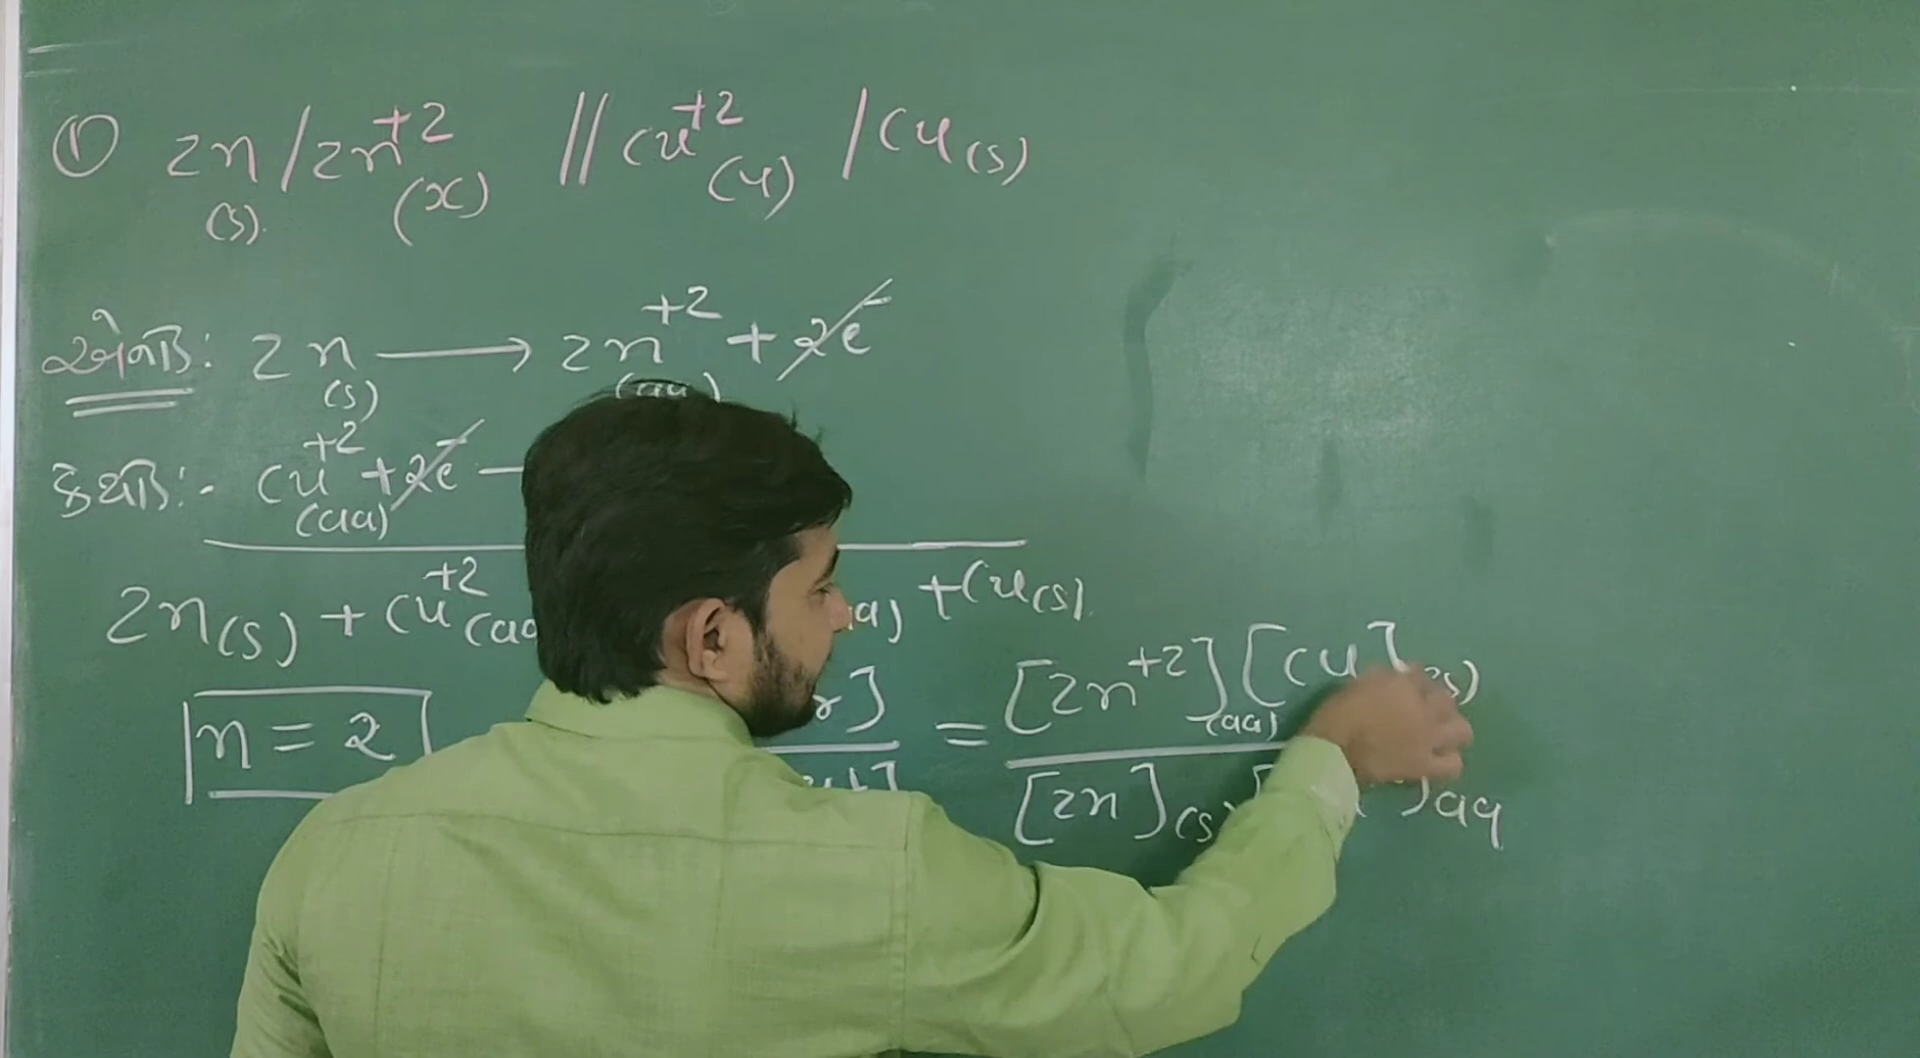 ① Zn(s) / Zn⁺²(x) // Cu⁺²(y) / Cu(s)
એનોડ: Zn(s) ⟶ Zn⁺²(aq) + 2e⁻
કેથોડ:- Cu⁺²(aq) + 2e⁻ —
Zn(s) + Cu⁺²(aq + Cu(s).
n = 2 = [Zn⁺²](aq) [Cu](s)
[Zn](s) aq